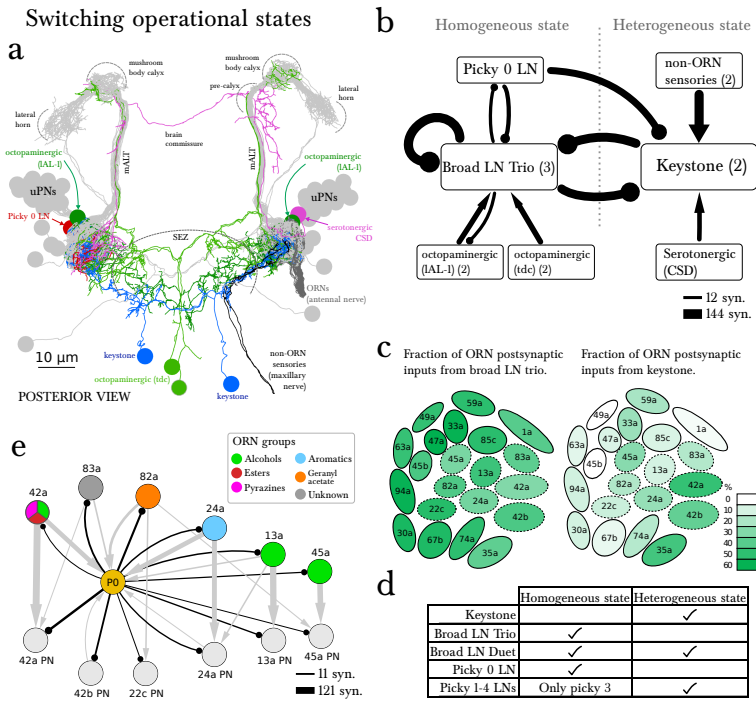 Switching operational states
a
mushroom
body calyx
mushroom
body calyx
pre-calyx
lateral
horn
lateral
horn
brain
commissure
mALT
mALT
octopaminergic
(lAL-1)
octopaminergic
(lAL-1)
uPNs
uPNs
Picky 0 LN
SEZ
serotonergic
CSD
ORNs
(antennal nerve)
10 µm
keystone
non-ORN
sensories
(maxillary
nerve)
octopaminergic (tdc)
keystone
POSTERIOR VIEW
b
Homogeneous state
Heterogeneous state
Picky 0 LN
non-ORN
sensories (2)
Broad LN Trio (3)
Keystone (2)
octopaminergic
(lAL-1) (2)
octopaminergic
(tdc) (2)
Serotonergic
(CSD)
12 syn.
144 syn.
c
Fraction of ORN postsynaptic
inputs from broad LN trio.
Fraction of ORN postsynaptic
inputs from keystone.
59a
49a
33a
1a
63a
47a
85c
45b
45a
83a
13a
94a
82a
42a
22c
24a
42b
30a
67b
74a
35a
59a
49a
33a
1a
63a
47a
85c
45b
45a
83a
13a
94a
82a
42a
22c
24a
42b
30a
67b
74a
35a
%
0
10
20
30
40
50
60
d
Homogeneous state Heterogeneous state
Keystone ✓
Broad LN Trio ✓
Broad LN Duet ✓ ✓
Picky 0 LN ✓
Picky 1-4 LNs Only picky 3 ✓
e
ORN groups
Alcohols
Esters
Pyrazines
Aromatics
Geranyl
acetate
Unknown
42a
83a
82a
24a
13a
45a
P0
42a PN
42b PN
22c PN
24a PN
13a PN
45a PN
11 syn.
121 syn.